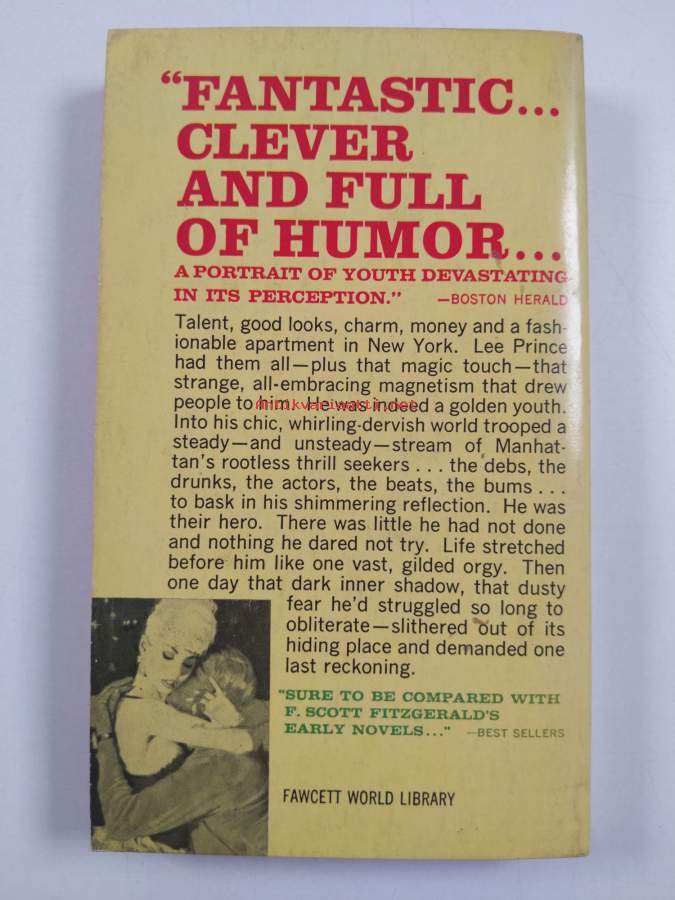 “FANTASTIC...
CLEVER
AND FULL
OF HUMOR...
A PORTRAIT OF YOUTH DEVASTATING
IN ITS PERCEPTION.” —BOSTON HERALD
Talent, good looks, charm, money and a fash-
ionable apartment in New York. Lee Prince
had them all—plus that magic touch—that
strange, all-embracing magnetism that drew
people to him. He was indeed a golden youth.
antikvariaatti.net
Into his chic, whirling-dervish world trooped a
steady—and unsteady—stream of Manhat-
tan's rootless thrill seekers . . . the debs, the
drunks, the actors, the beats, the bums . . .
to bask in his shimmering reflection. He was
their hero. There was little he had not done
and nothing he dared not try. Life stretched
before him like one vast, gilded orgy. Then
one day that dark inner shadow, that dusty
fear he'd struggled so long to
obliterate—slithered out of its
hiding place and demanded one
last reckoning.
"SURE TO BE COMPARED WITH
F. SCOTT FITZGERALD'S
EARLY NOVELS..." —BEST SELLERS
FAWCETT WORLD LIBRARY